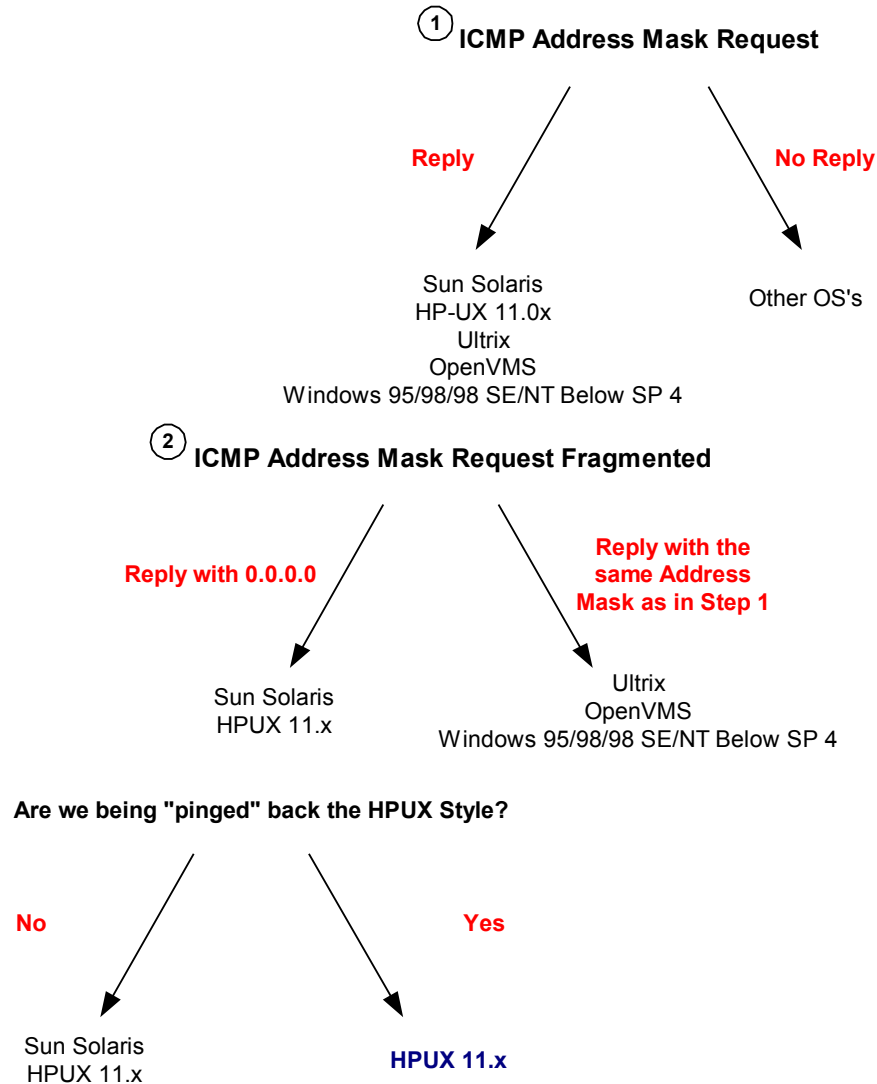 1
ICMP Address Mask Request
Reply
No Reply
Sun Solaris
HP-UX 11.0x
Ultrix
OpenVMS
Windows 95/98/98 SE/NT Below SP 4
Other OS's
2
ICMP Address Mask Request Fragmented
Reply with 0.0.0.0
Reply with the
same Address
Mask as in Step 1
Sun Solaris
HPUX 11.x
Ultrix
OpenVMS
Windows 95/98/98 SE/NT Below SP 4
Are we being "pinged" back the HPUX Style?
No
Yes
Sun Solaris
HPUX 11.x
HPUX 11.x